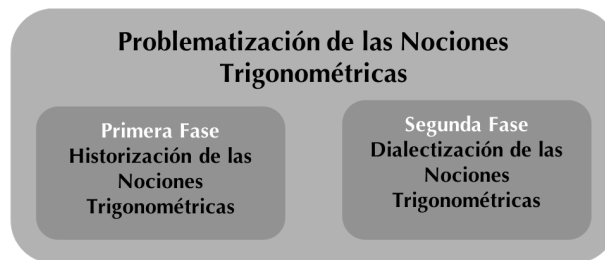 Problematización de las Nociones
Trigonométricas
Primera Fase
Historización de las
Nociones
Trigonométricas
Segunda Fase
Dialectización de las
Nociones
Trigonométricas